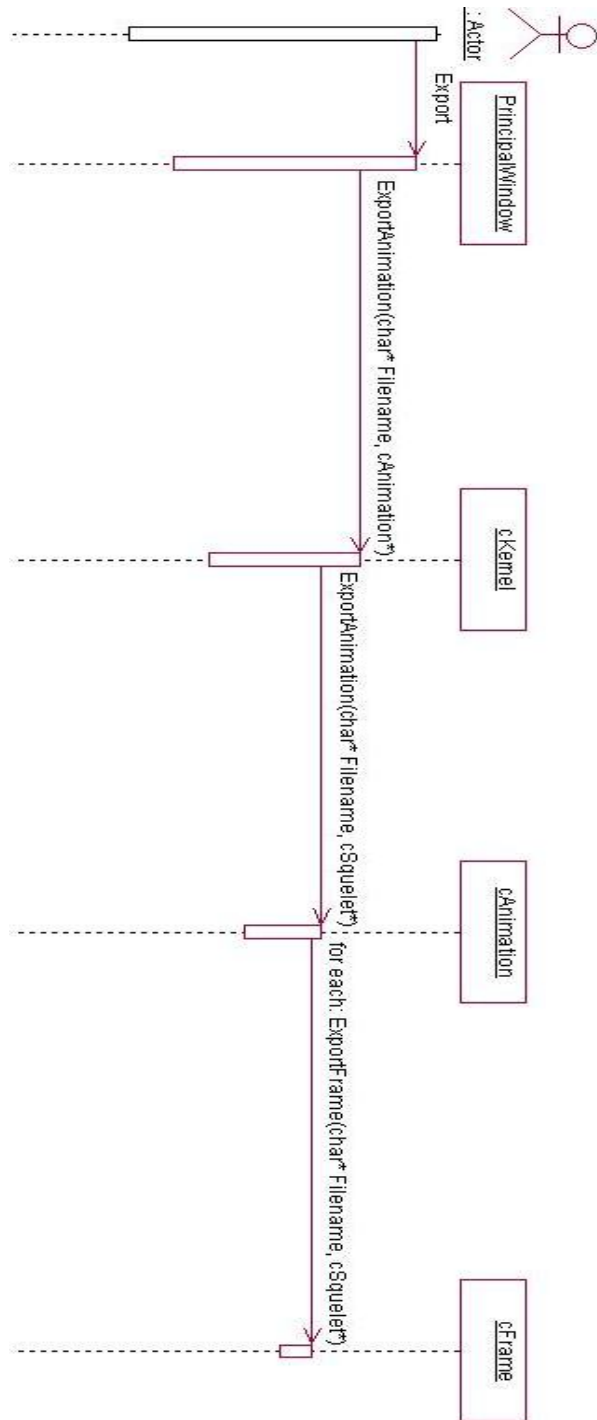 : Actor
PrincipalWindow
cKernel
cAnimation
cFrame
Export
ExportAnimation(char* Filename, cAnimation*)
ExportAnimation(char* Filename, cSquelet*)
for each: ExportFrame(char* Filename, cSquelet*)